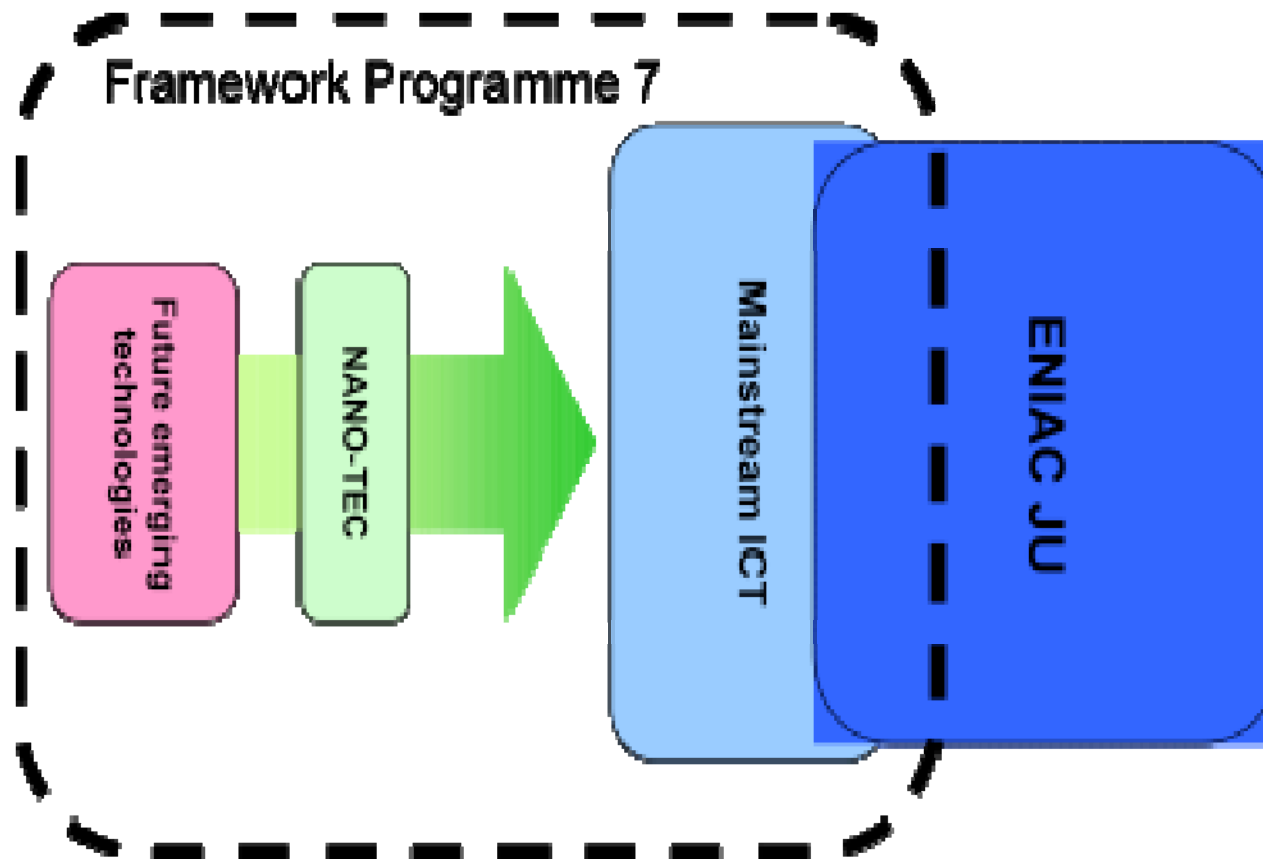 Framework Programme 7
Future emerging
technologies
NANO-TEC
Mainstream ICT
ENIAC JU